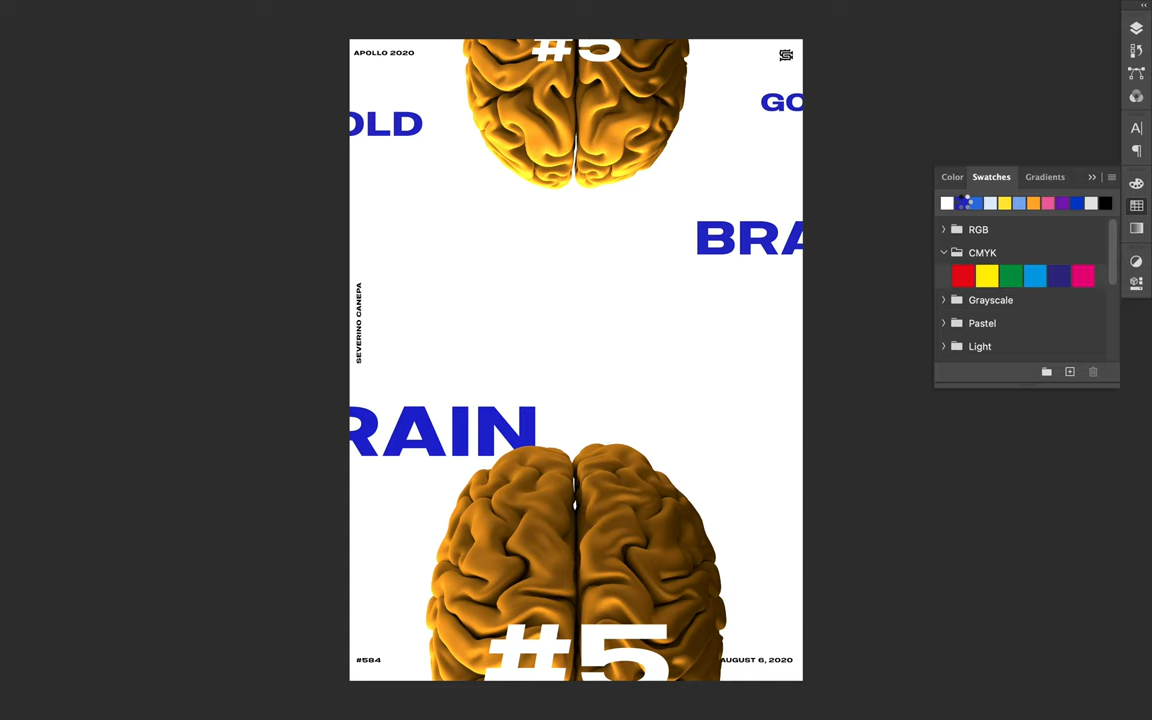 #5
APOLLO 2020
GO
OLD
BRA
SEVERINO CANEPA
RAIN
#5
#584
AUGUST 6, 2020
Color
Swatches
Gradients
RGB
CMYK
Grayscale
Pastel
Light